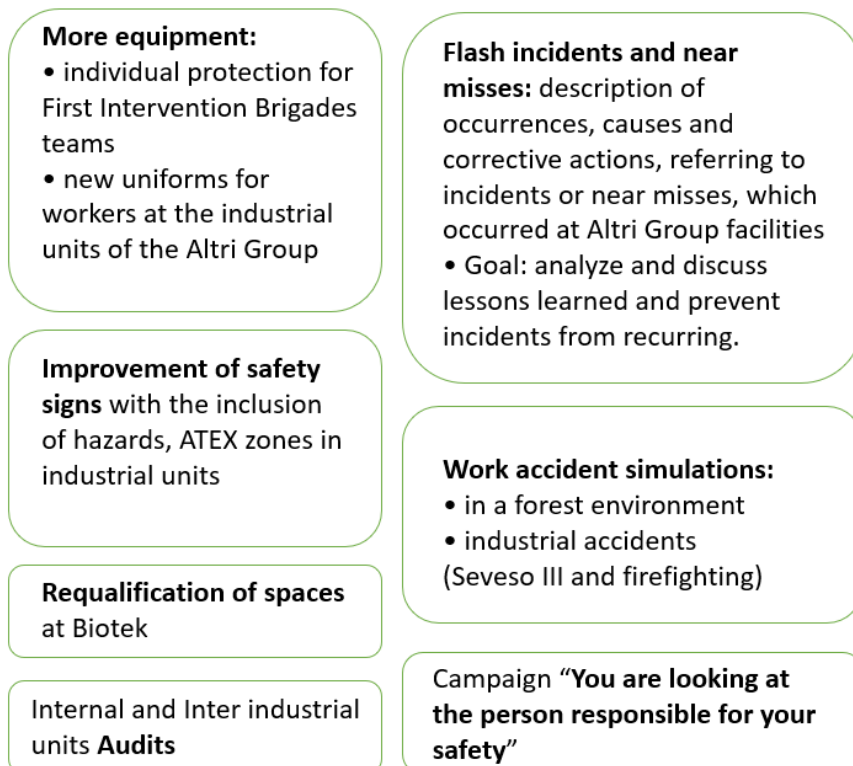 More equipment:
• individual protection for
First Intervention Brigades
teams
• new uniforms for
workers at the industrial
units of the Altri Group
Improvement of safety
signs with the inclusion
of hazards, ATEX zones in
industrial units
Requalification of spaces
at Biotek
Internal and Inter industrial
units Audits
Flash incidents and near
misses: description of
occurrences, causes and
corrective actions, referring to
incidents or near misses, which
occurred at Altri Group facilities
• Goal: analyze and discuss
lessons learned and prevent
incidents from recurring.
Work accident simulations:
• in a forest environment
• industrial accidents
(Seveso III and firefighting)
Campaign “You are looking at
the person responsible for your
safety”